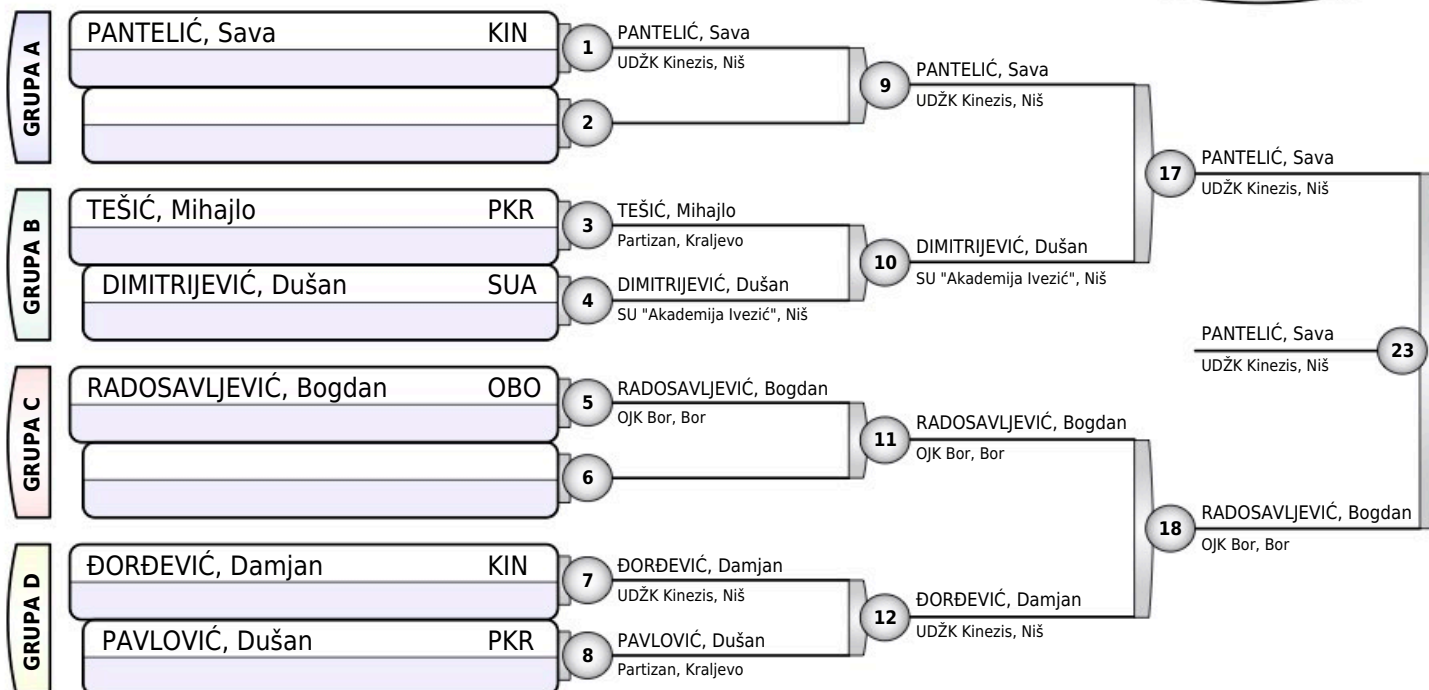 GRUPA A
PANTELIĆ, Sava KIN
1
PANTELIĆ, Sava
UDŽK Kinezis, Niš
2
9
PANTELIĆ, Sava
UDŽK Kinezis, Niš
GRUPA B
TEŠIĆ, Mihajlo PKR
DIMITRIJEVIĆ, Dušan SUA
3
TEŠIĆ, Mihajlo
Partizan, Kraljevo
4
DIMITRIJEVIĆ, Dušan
SU "Akademija Ivezić", Niš
10
DIMITRIJEVIĆ, Dušan
SU "Akademija Ivezić", Niš
17
PANTELIĆ, Sava
UDŽK Kinezis, Niš
GRUPA C
RADOSAVLJEVIĆ, Bogdan OBO
5
RADOSAVLJEVIĆ, Bogdan
OJK Bor, Bor
6
11
RADOSAVLJEVIĆ, Bogdan
OJK Bor, Bor
GRUPA D
ĐORĐEVIĆ, Damjan KIN
PAVLOVIĆ, Dušan PKR
7
ĐORĐEVIĆ, Damjan
UDŽK Kinezis, Niš
8
PAVLOVIĆ, Dušan
Partizan, Kraljevo
12
ĐORĐEVIĆ, Damjan
UDŽK Kinezis, Niš
18
RADOSAVLJEVIĆ, Bogdan
OJK Bor, Bor
PANTELIĆ, Sava
UDŽK Kinezis, Niš
23